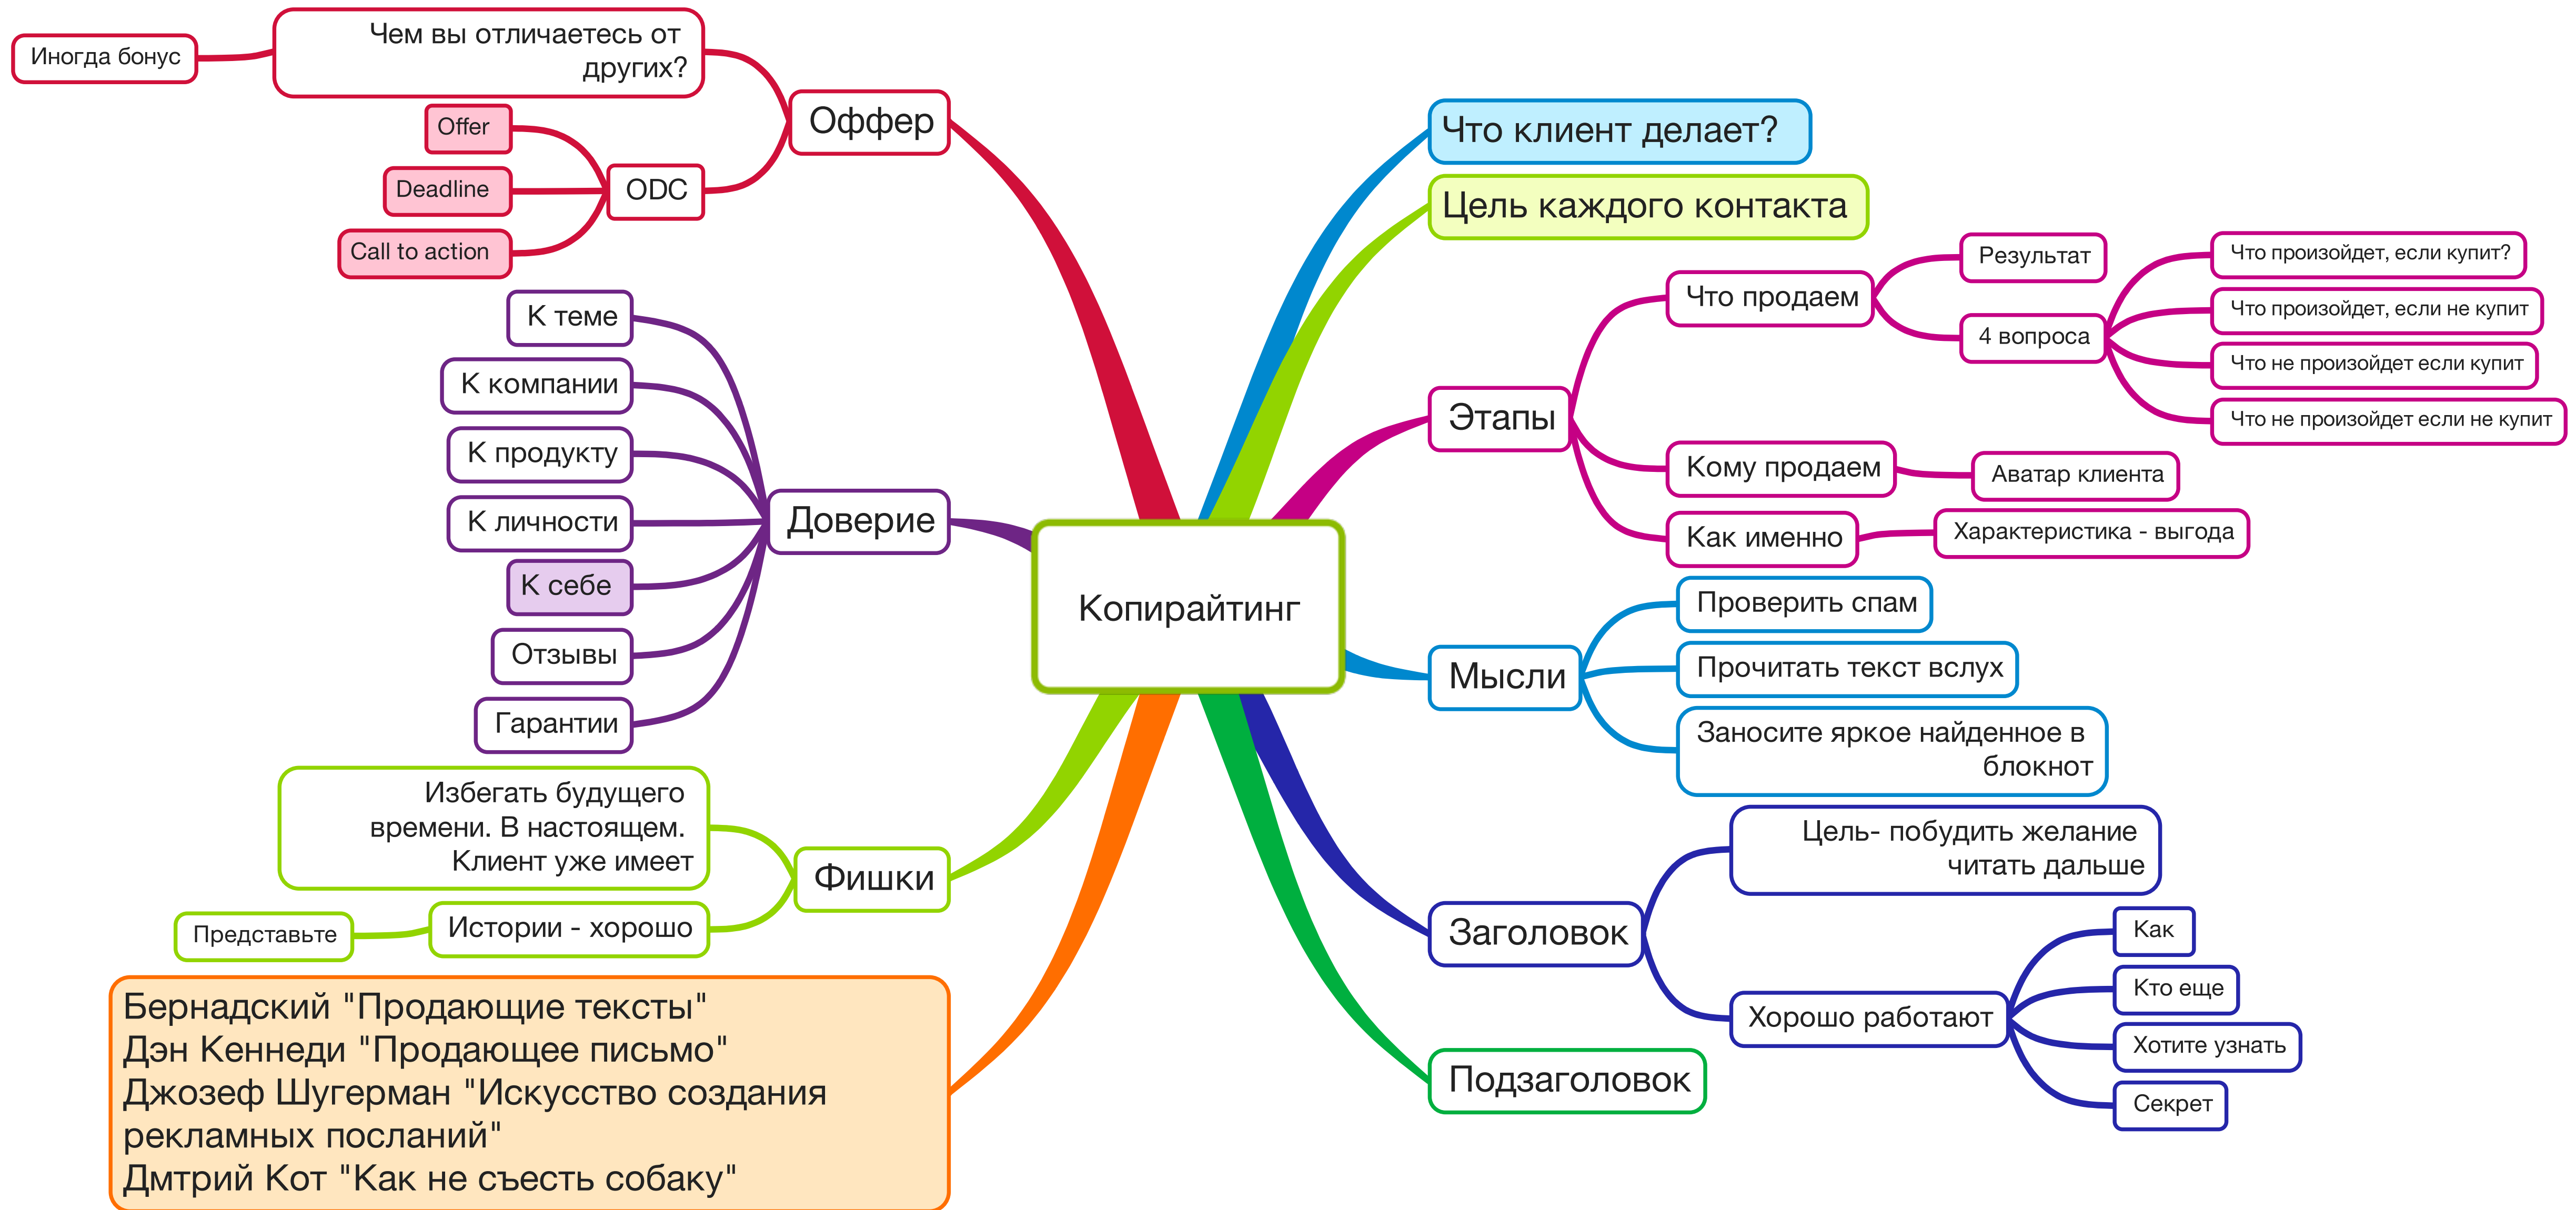 Чем вы отличаетесь от
других?
Иногда бонус
Оффер
Offer
Deadline
Call to action
ODC
К теме
К компании
К продукту
К личности
К себе
Отзывы
Гарантии
Доверие
Избегать будущего
времени. В настоящем.
Клиент уже имеет
Фишки
Истории - хорошо
Представьте
Бернадский "Продающие тексты"
Дэн Кеннеди "Продающее письмо"
Джозеф Шугерман "Искусство создания
рекламных посланий"
Дмтрий Кот "Как не съесть собаку"
Копирайтинг
Что клиент делает?
Цель каждого контакта
Этапы
Что продаем
Результат
4 вопроса
Что произойдет, если купит?
Что произойдет, если не купит
Что не произойдет если купит
Что не произойдет если не купит
Кому продаем
Аватар клиента
Как именно
Характеристика - выгода
Мысли
Проверить спам
Прочитать текст вслух
Заносите яркое найденное в
блокнот
Заголовок
Цель- побудить желание
читать дальше
Хорошо работают
Как
Кто еще
Хотите узнать
Секрет
Подзаголовок